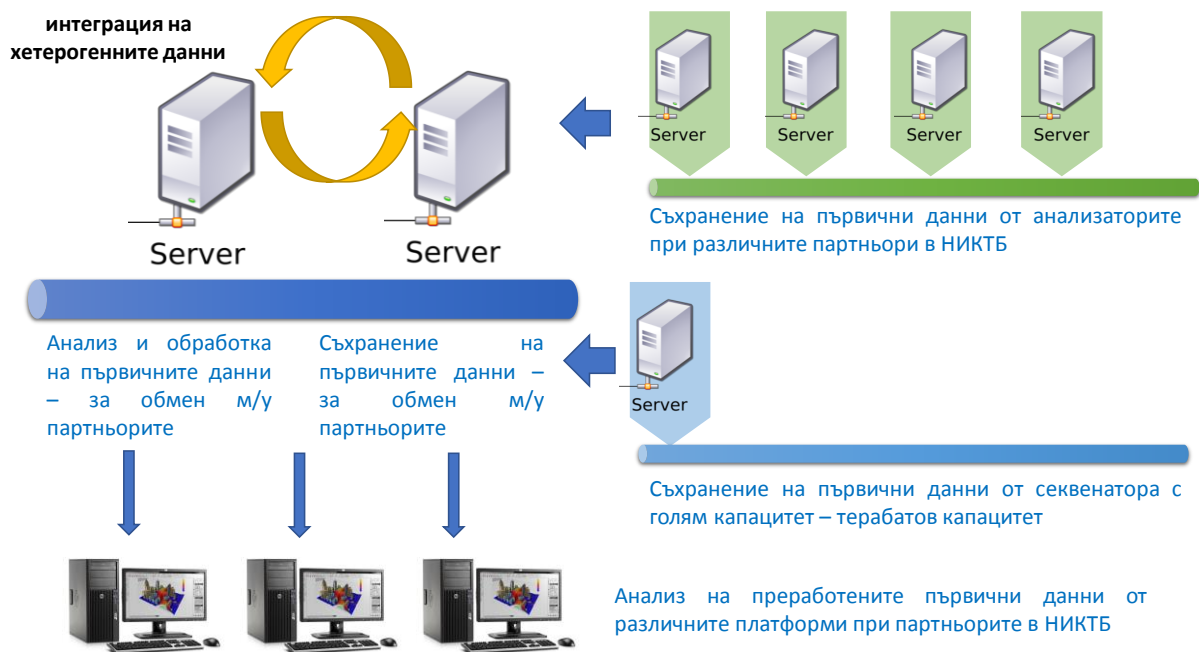 интеграция на
хетерогенните данни
Server
Server
Server
Server
Server
Server
Съхранение на първични данни от анализаторите
при различните партньори в НИКТБ
Анализ и обработка
на първичните данни
– за обмен м/у
партньорите
Съхранение на
първичните данни –
за обмен м/у
партньорите
Server
Съхранение на първични данни от секвенатора с
голям капацитет – терабатов капацитет
Анализ на преработените първични данни от
различните платформи при партньорите в НИКТБ